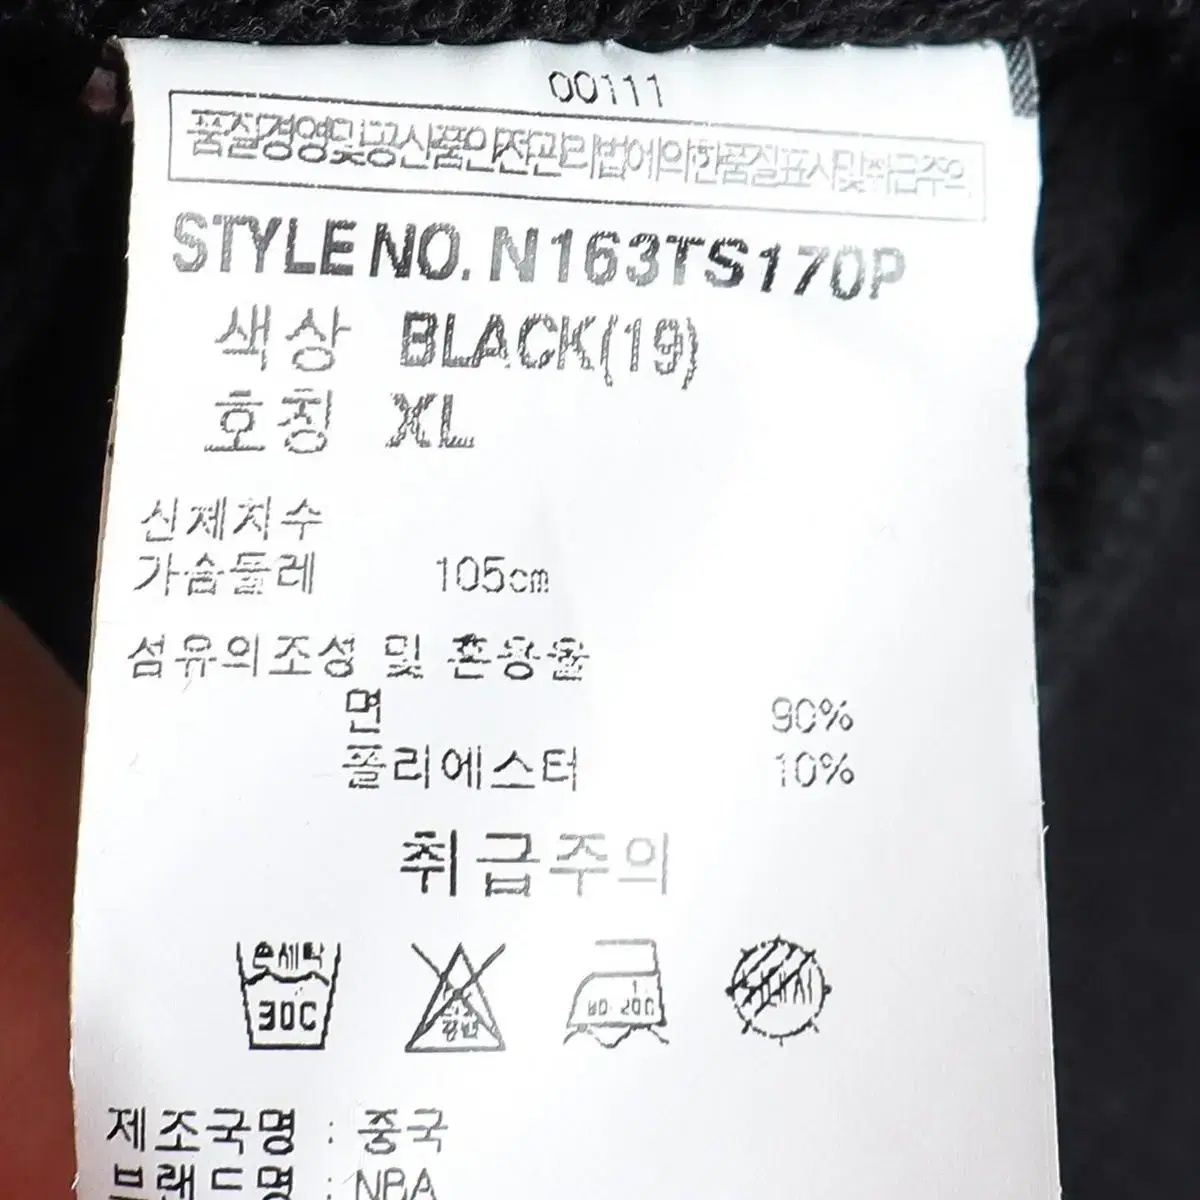 00111
품질경영및공산품안전관리법에의한품질표시및취급주의
STYLE NO. N163TS170P
색상 BLACK(19)
호칭 XL
신체치수
가슴둘레 105cm
섬유의조성 및 혼용율
면 90%
폴리에스터 10%
취급주의
손세탁
30C
제조국명 : 중국
브랜드명 : NBA